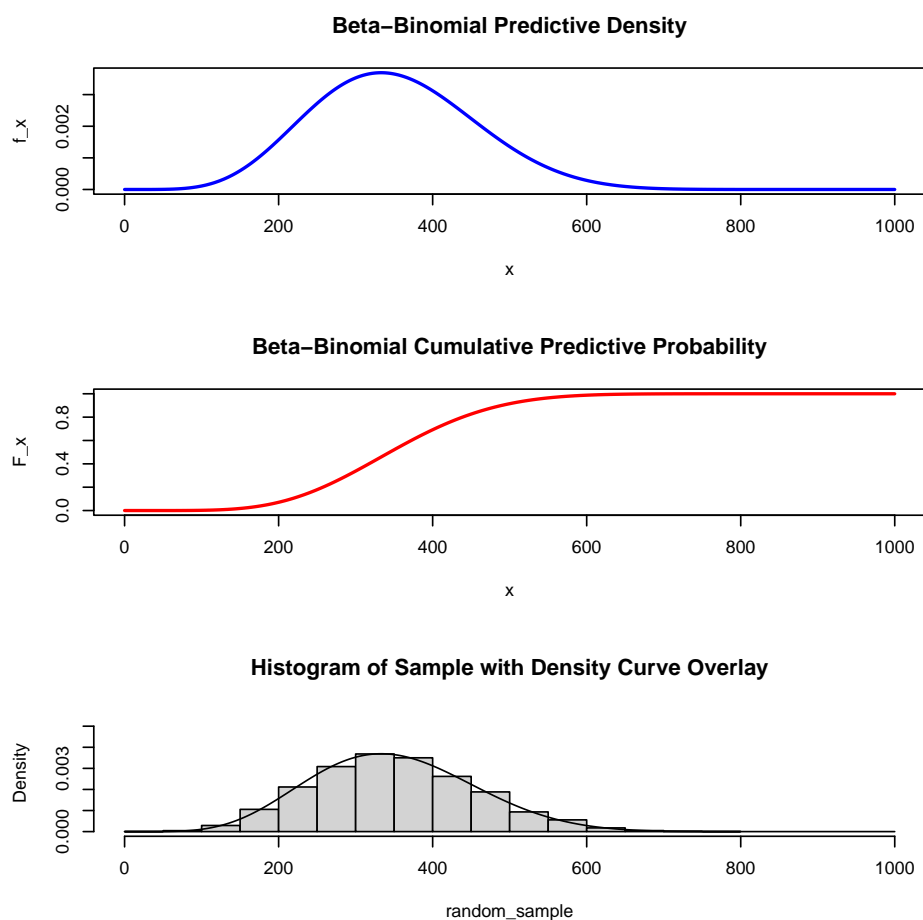 Beta−Binomial Predictive Density
f_x
0.000
0.002
0
200
400
600
800
1000
x
Beta−Binomial Cumulative Predictive Probability
F_x
0.0
0.4
0.8
0
200
400
600
800
1000
x
Histogram of Sample with Density Curve Overlay
Density
0.000
0.003
0
200
400
600
800
1000
random_sample